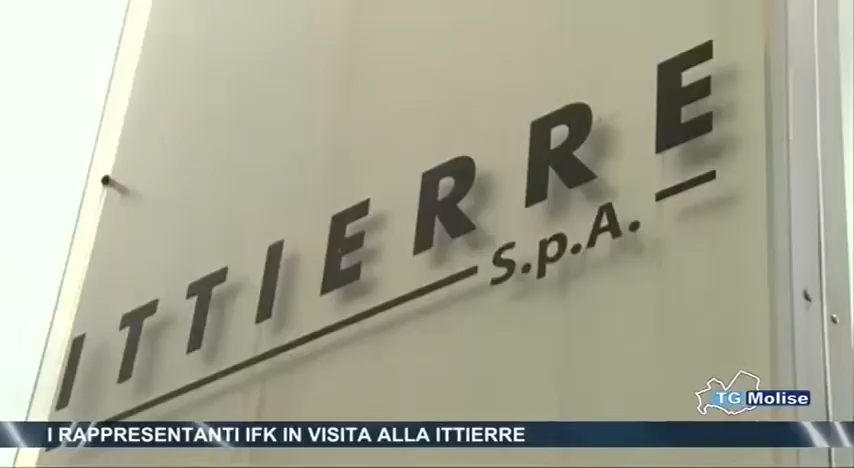 ITTIERRE
S.p.A.
TG Molise
I RAPPRESENTANTI IFK IN VISITA ALLA ITTIERRE